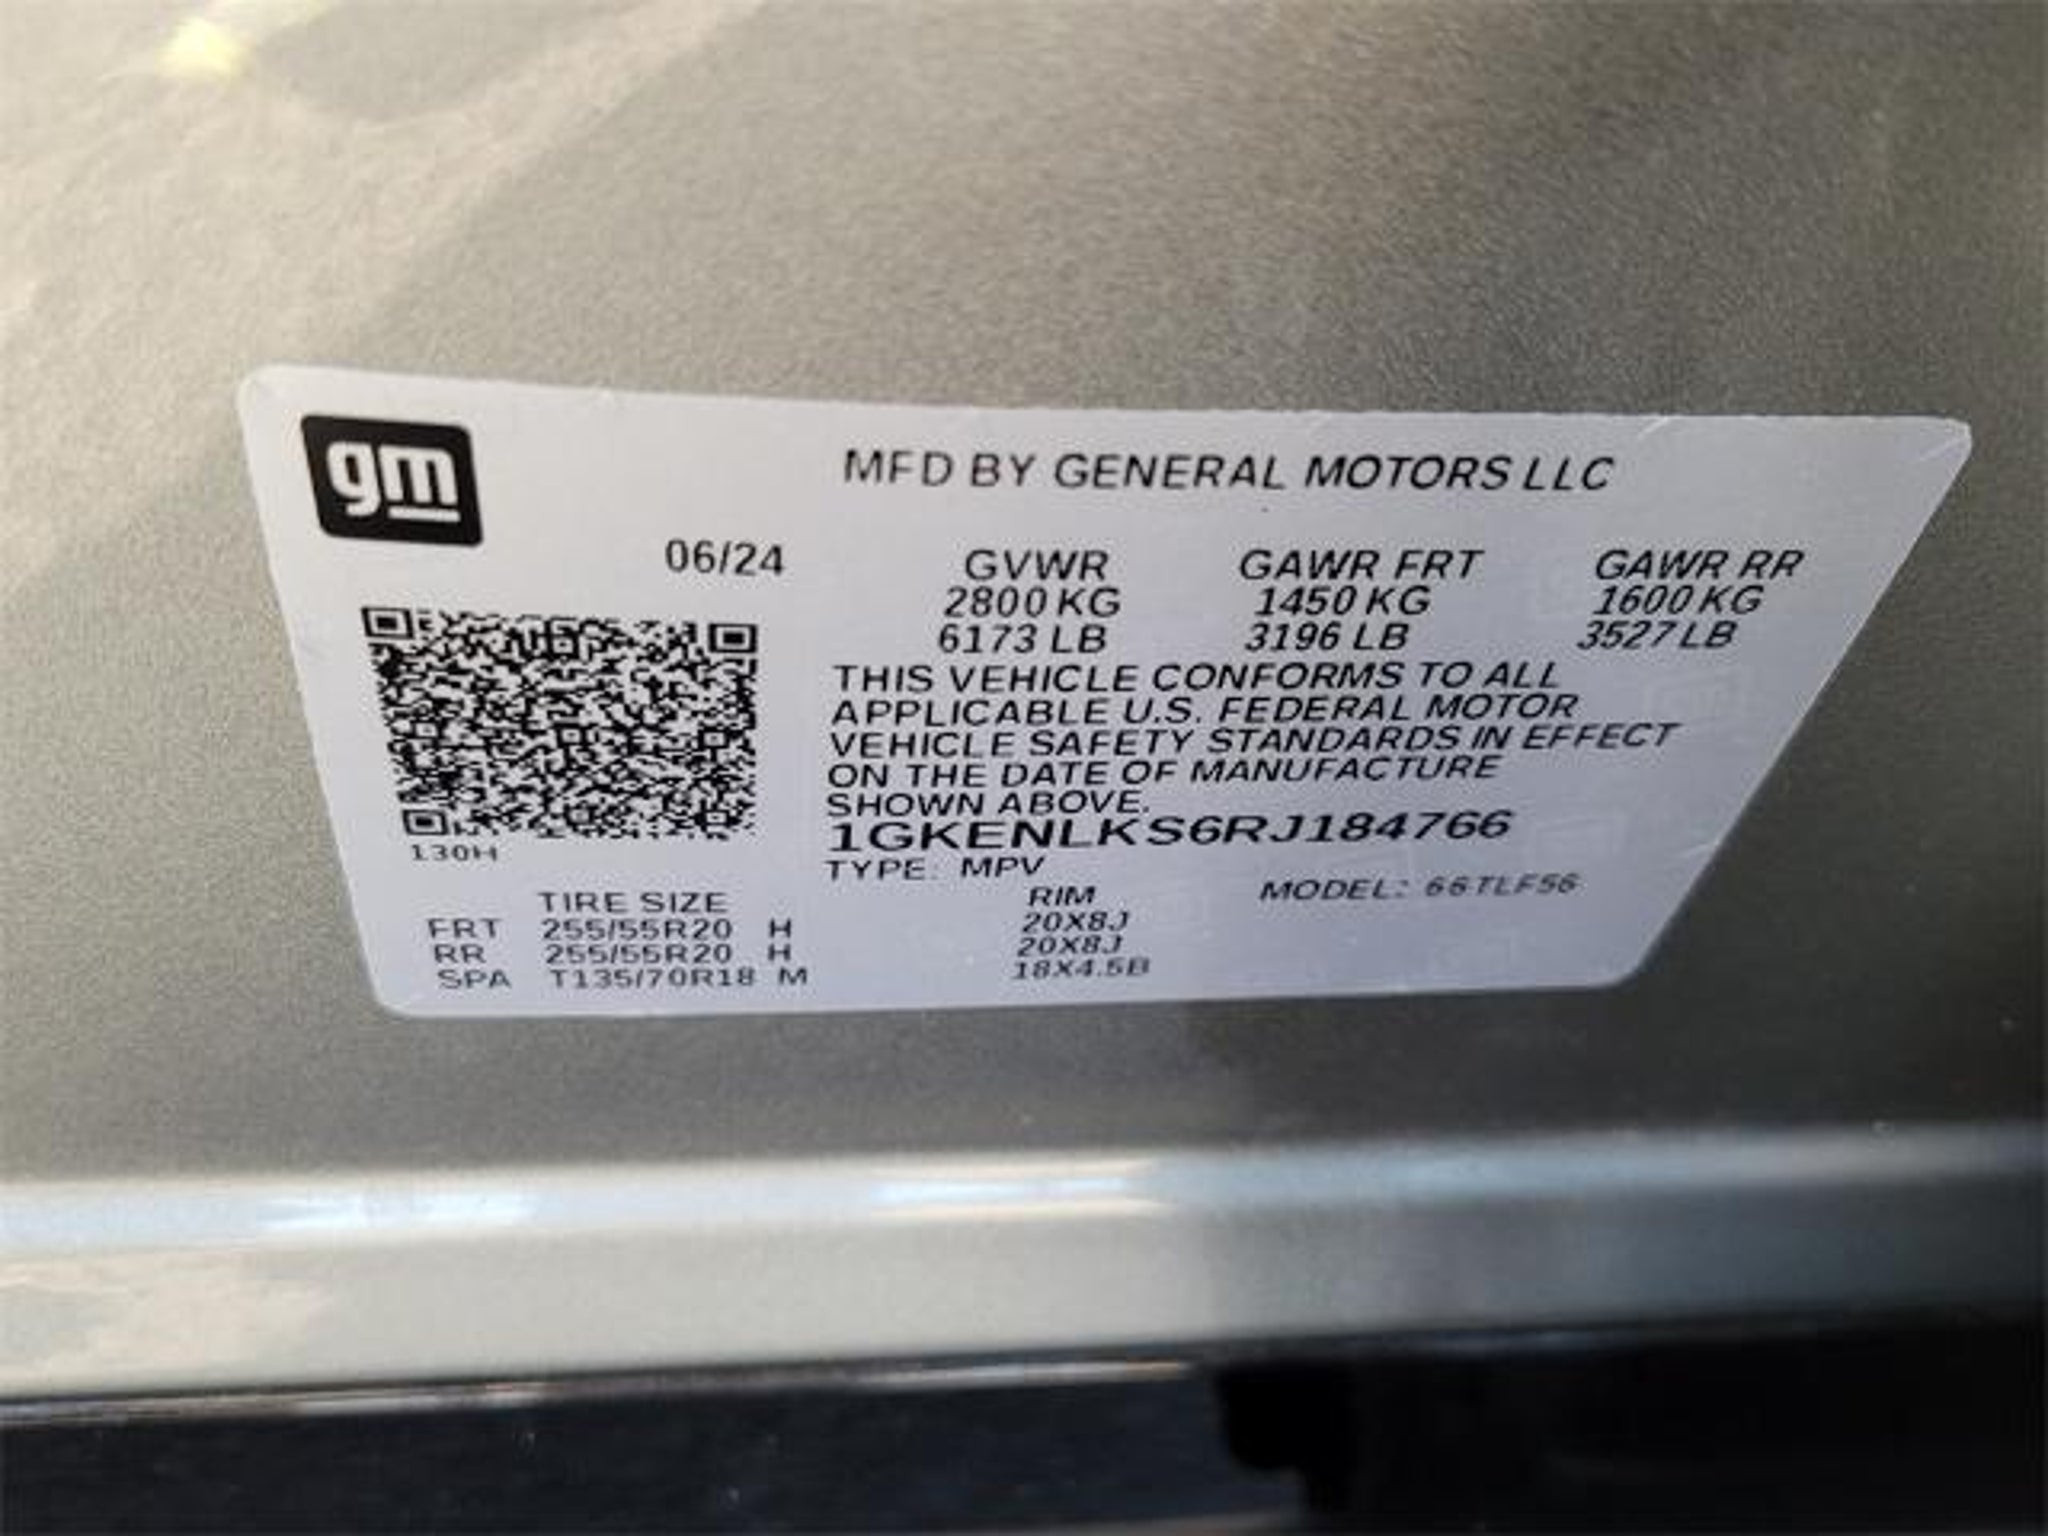 gm
MFD BY GENERAL MOTORS LLC
06/24
GVWR GAWR FRT GAWR RR
2800 KG 1450 KG 1600 KG
6173 LB 3196 LB 3527 LB
THIS VEHICLE CONFORMS TO ALL
APPLICABLE U.S. FEDERAL MOTOR
VEHICLE SAFETY STANDARDS IN EFFECT
ON THE DATE OF MANUFACTURE
SHOWN ABOVE.
1GKENLKS6RJ184766
130H
TYPE: MPV
MODEL: 66TLF56
TIRE SIZE RIM
FRT 255/55R20 H 20X8J
RR 255/55R20 H 20X8J
SPA T135/70R18 M 18X4.5B